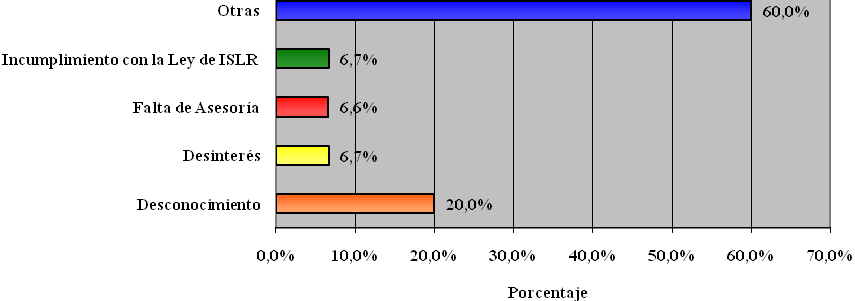 Otras 60,0%
Incumplimiento con la Ley de ISLR 6,7%
Falta de Asesoría 6,6%
Desinterés 6,7%
Desconocimiento 20,0%
0,0% 10,0% 20,0% 30,0% 40,0% 50,0% 60,0% 70,0%
Porcentaje